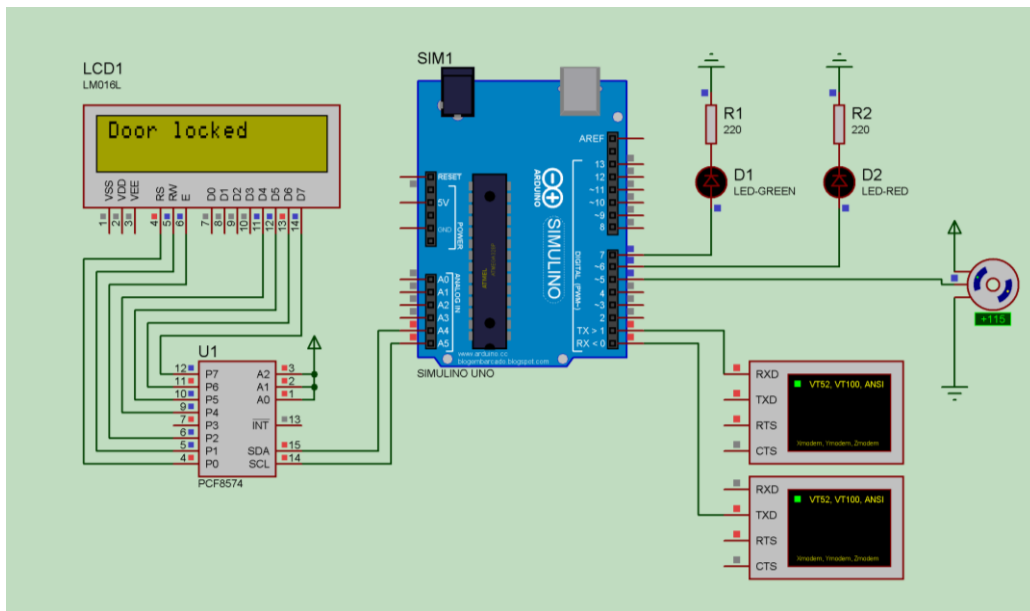 LCD1
LM016L
Door locked
VSS
VDD
VEE
RS
RW
E
D0
D1
D2
D3
D4
D5
D6
D7
1
2
3
4
5
6
7
8
9
10
11
12
13
14
U1
12 P7 A2 3
11 P6 A1 2
10 P5 A0 1
9 P4
7 P3 INT 13
6 P2
5 P1 SDA 15
4 P0 SCL 14
PCF8574
SIM1
AREF
RESET
5V
GND
POWER
A0
A1
A2
A3
A4
A5
ANALOG IN
13
12
~11
~10
~9
8
7
~6
~5
4
~3
2
TX > 1
RX < 0
DIGITAL (PWM~)
ARDUINO
SIMULINO
ATMEL
www.arduino.cc
blogembarcado.blogspot.com
SIMULINO UNO
R1
220
D1
LED-GREEN
R2
220
D2
LED-RED
+115
RXD
TXD
RTS
CTS
VT52, VT100, ANSI
Xmodem, Ymodem, Zmodem
RXD
TXD
RTS
CTS
VT52, VT100, ANSI
Xmodem, Ymodem, Zmodem